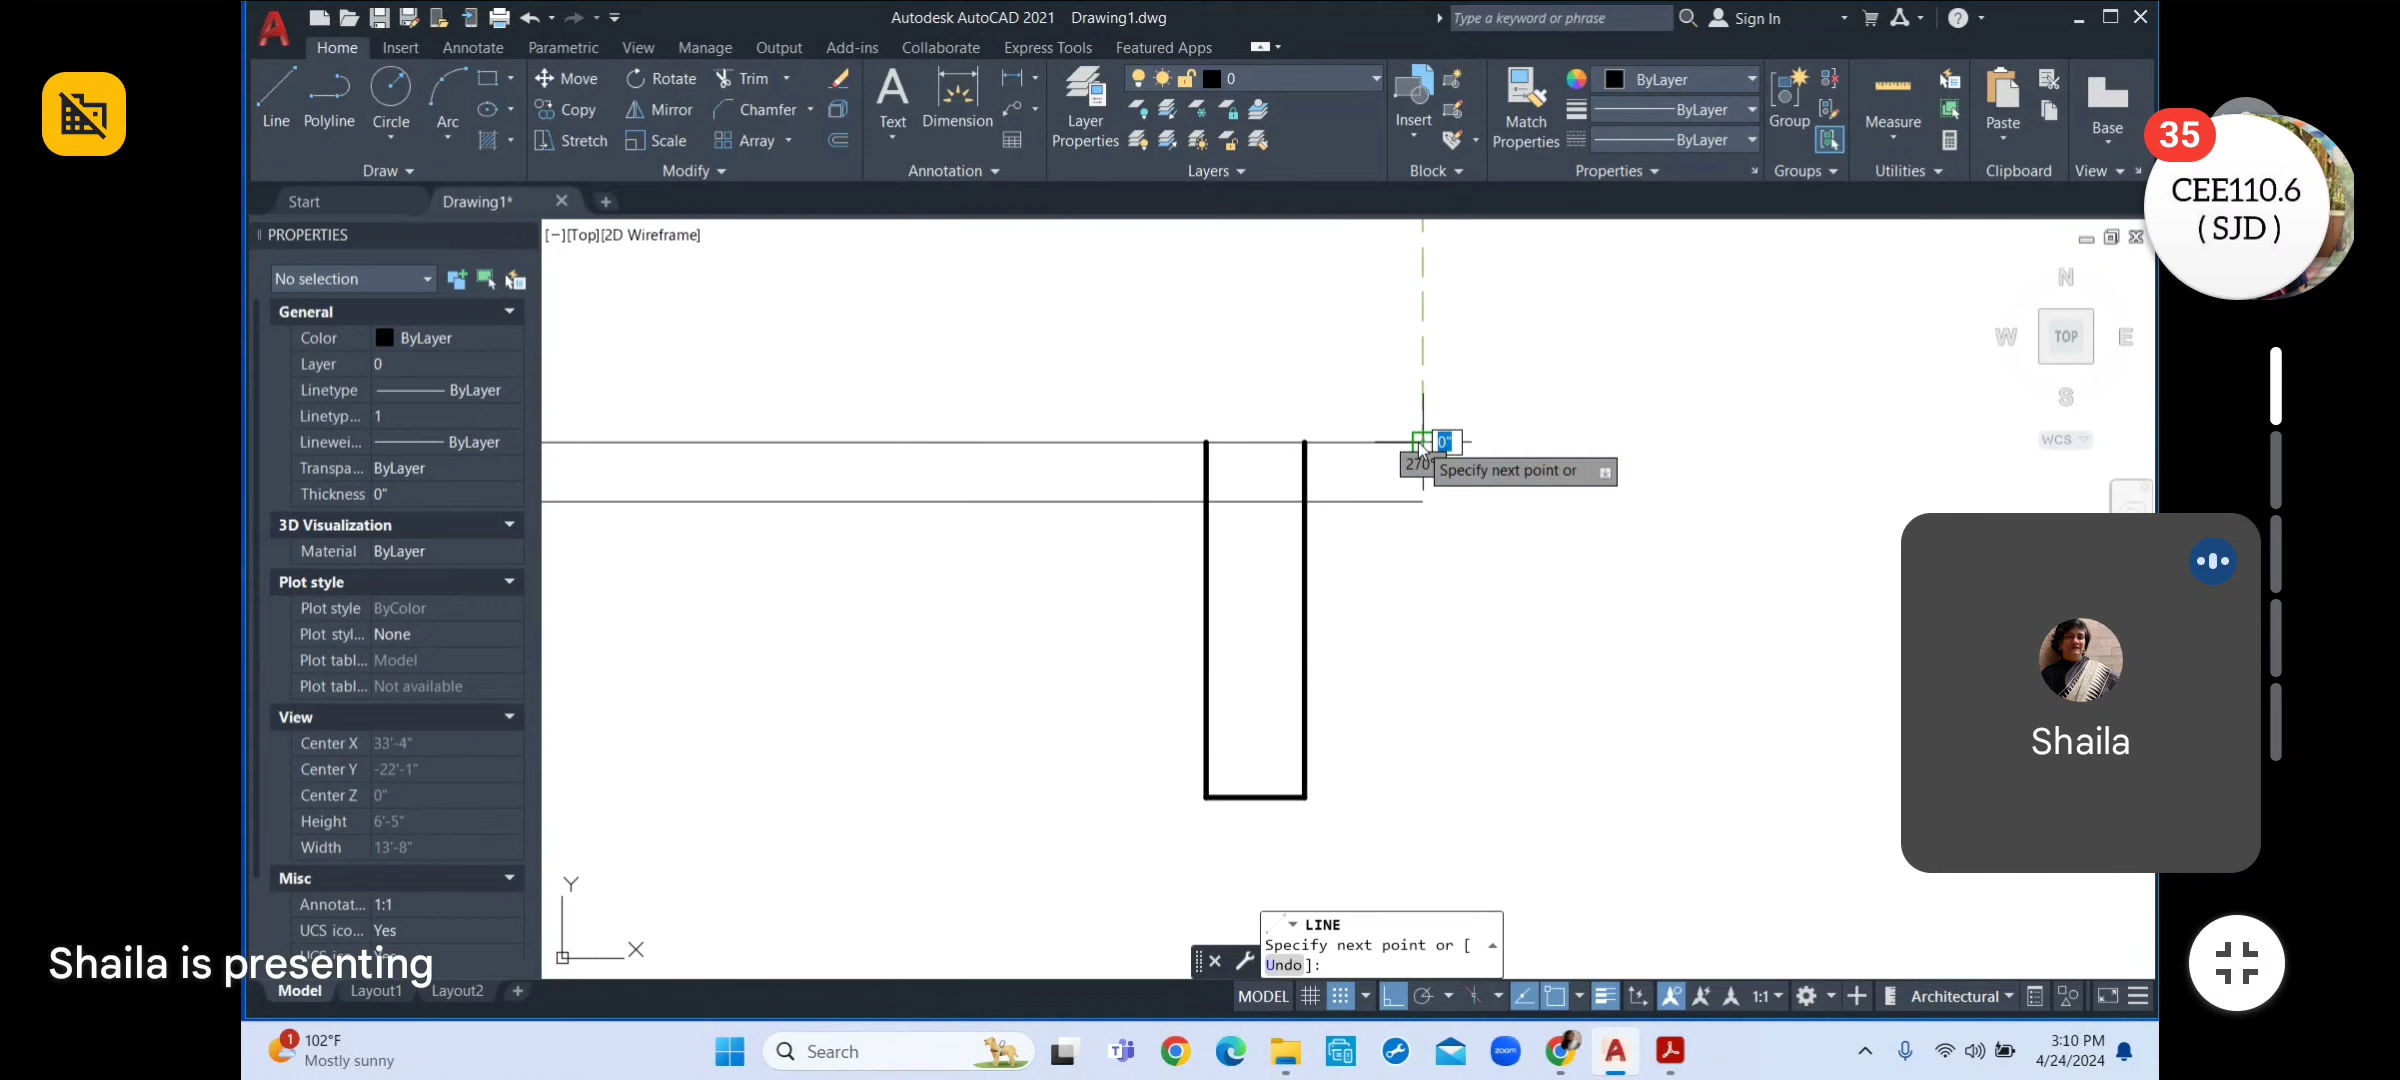 Autodesk AutoCAD 2021 Drawing1.dwg
Type a keyword or phrase
Sign In
Home Insert Annotate Parametric View Manage Output Add-ins Collaborate Express Tools Featured Apps
Line Polyline Circle Arc
Move Rotate Trim
Copy Mirror Chamfer
Stretch Scale Array
Text Dimension
Layer
Properties
0
Insert
Match
Properties
ByLayer
ByLayer
ByLayer
Group
Measure
Paste
Base
Draw Modify Annotation Layers Block Properties Groups Utilities Clipboard View
35
CEE110.6
( SJD )
Start Drawing1*
PROPERTIES
[−][Top][2D Wireframe]
No selection
General
Color ByLayer
Layer 0
Linetype ByLayer
Linetyp... 1
Linewei... ByLayer
Transpa... ByLayer
Thickness 0"
3D Visualization
Material ByLayer
Plot style
Plot style ByColor
Plot styl... None
Plot tabl... Model
Plot tabl... Not available
View
Center X 33'-4"
Center Y -22'-1"
Center Z 0"
Height 6'-5"
Width 13'-8"
Misc
Annotat... 1:1
UCS ico... Yes
N
W TOP E
S
WCS
0"
270°
Specify next point or
Shaila
Y
X
LINE
Specify next point or [
Undo]:
Shaila is presenting
Model Layout1 Layout2
MODEL 1:1 Architectural
1
102°F
Mostly sunny
Search
zoom
3:10 PM
4/24/2024